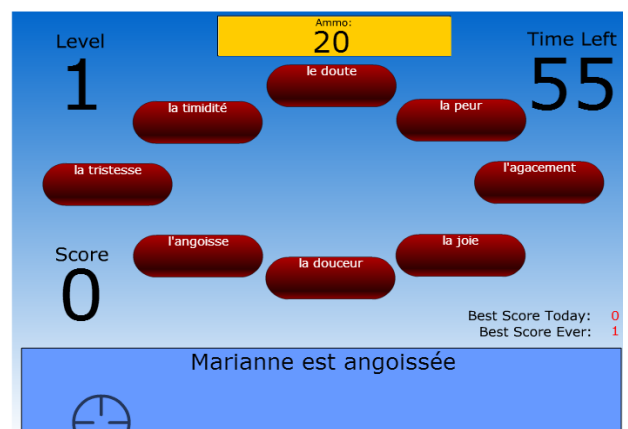 Ammo:
20
Level
1
Time Left
55
le doute
la timidité
la peur
la tristesse
l'agacement
l'angoisse
la joie
la douceur
Score
0
Best Score Today: 0
Best Score Ever: 1
Marianne est angoissée